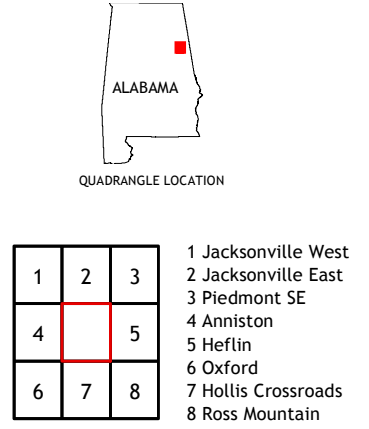 ALABAMA
QUADRANGLE LOCATION
1 2 3
4 5
6 7 8
1 Jacksonville West
2 Jacksonville East
3 Piedmont SE
4 Anniston
5 Heflin
6 Oxford
7 Hollis Crossroads
8 Ross Mountain